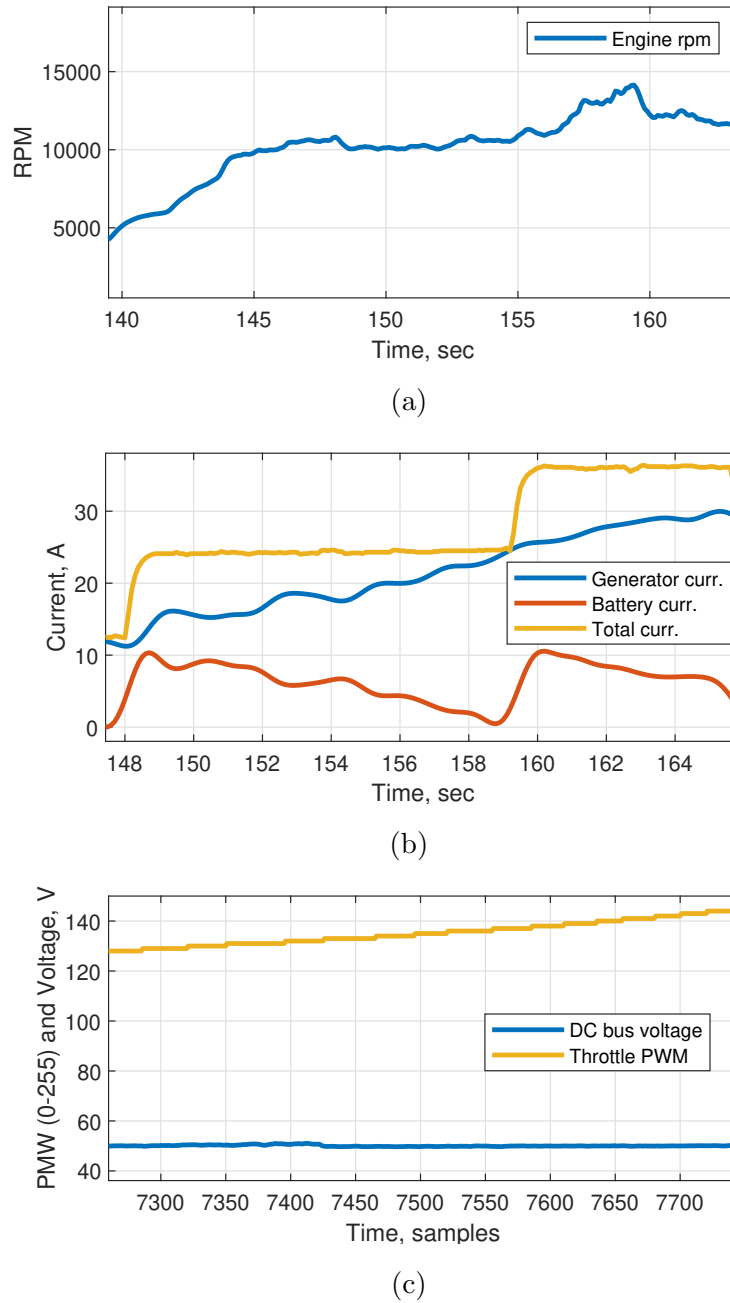 Engine rpm
15000
10000
5000
RPM
140 145 150 155 160
Time, sec
(a)
30
20
10
0
Current, A
Generator curr.
Battery curr.
Total curr.
148 150 152 154 156 158 160 162 164
Time, sec
(b)
140
120
100
80
60
40
PMW (0-255) and Voltage, V
DC bus voltage
Throttle PWM
7300 7350 7400 7450 7500 7550 7600 7650 7700
Time, samples
(c)